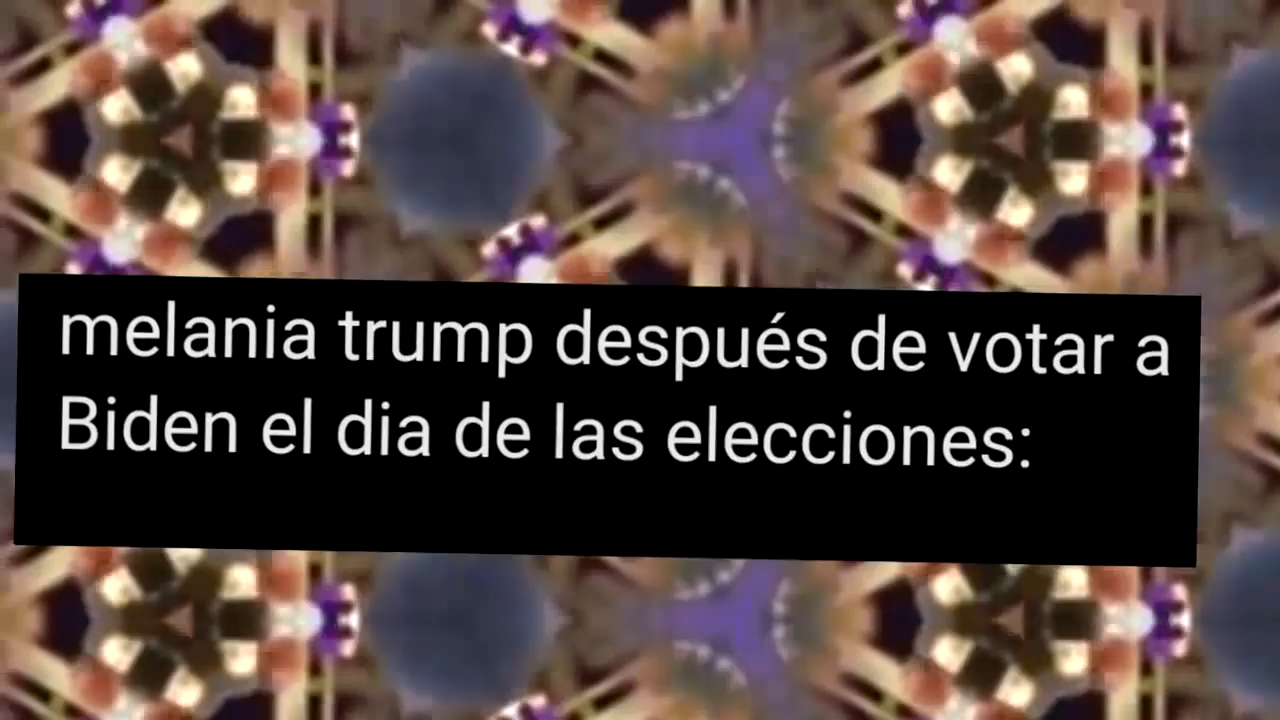 melania trump después de votar a
Biden el dia de las elecciones: